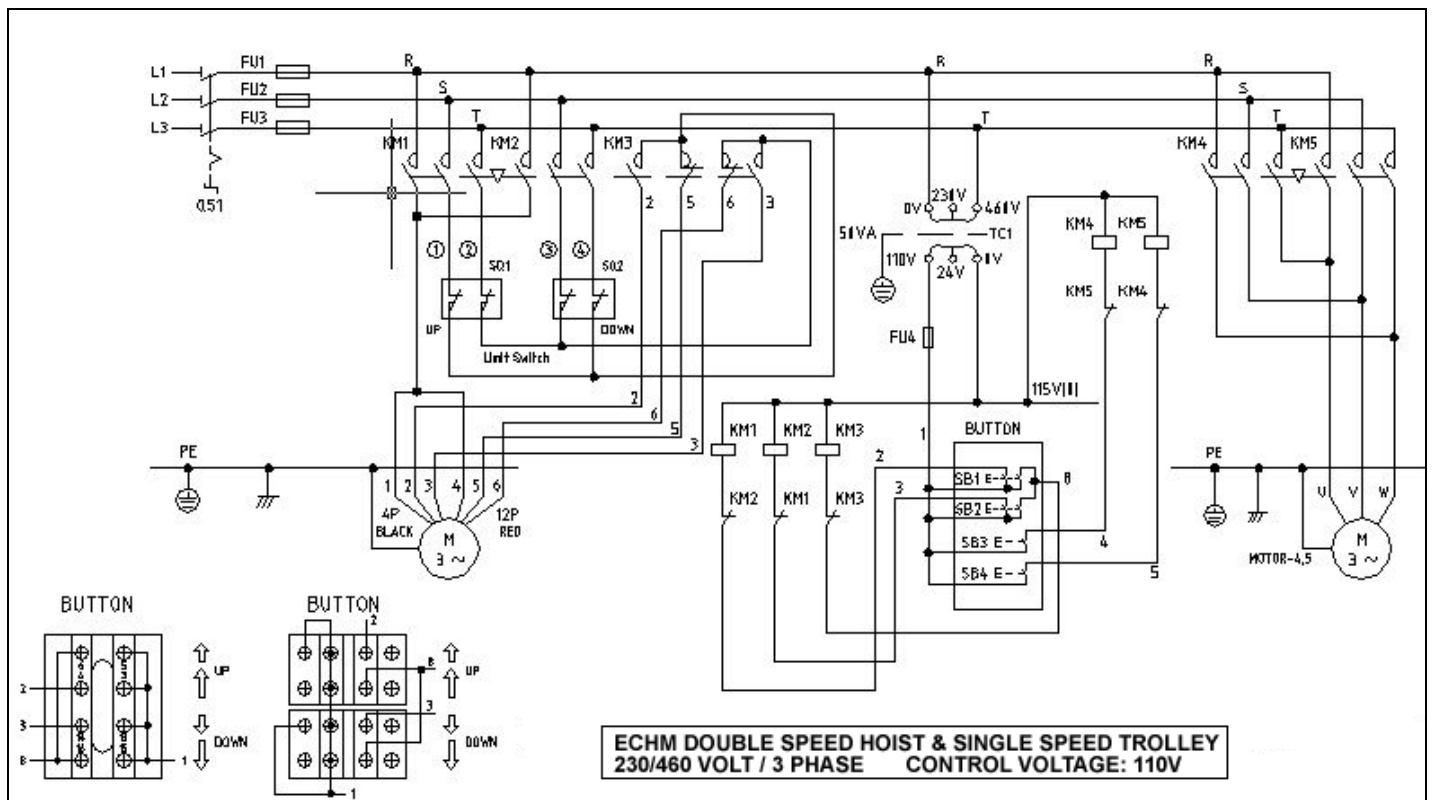 L1
FU1
R
R
R
L2
FU2
S
S
L3
FU3
T
T
T
KM1
KM2
KM3
KM4
KM5
2
5
6
3
0V
TC1
110V
24V
①
②
③
④
SQ1
SQ2
UP
DOWN
Limit Switch
KM4
KM5
KM5
KM4
FU4
2
6
5
3
KM1
KM2
KM3
1
BUTTON
2
3
8
SB1
SB2
SB3
SB4
4
5
KM2
KM1
KM3
PE
1
2
3
4
5
6
4P
BLACK
12P
RED
M
3 ~
PE
U
V
W
MOTOR-4,5
M
3 ~
BUTTON
2
3
8
1
UP
DOWN
BUTTON
2
8
3
1
UP
DOWN
ECHM DOUBLE SPEED HOIST & SINGLE SPEED TROLLEY
230/460 VOLT / 3 PHASE CONTROL VOLTAGE: 110V